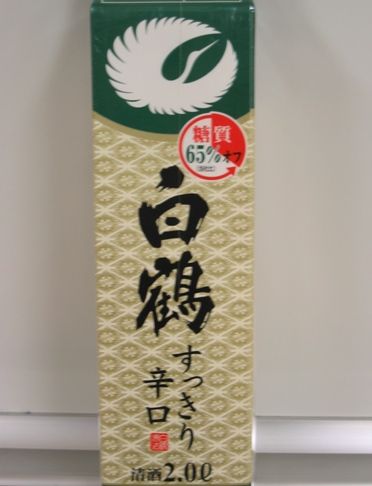 糖質
65%オフ
白鶴
すっきり
辛口
清酒2.0ℓ